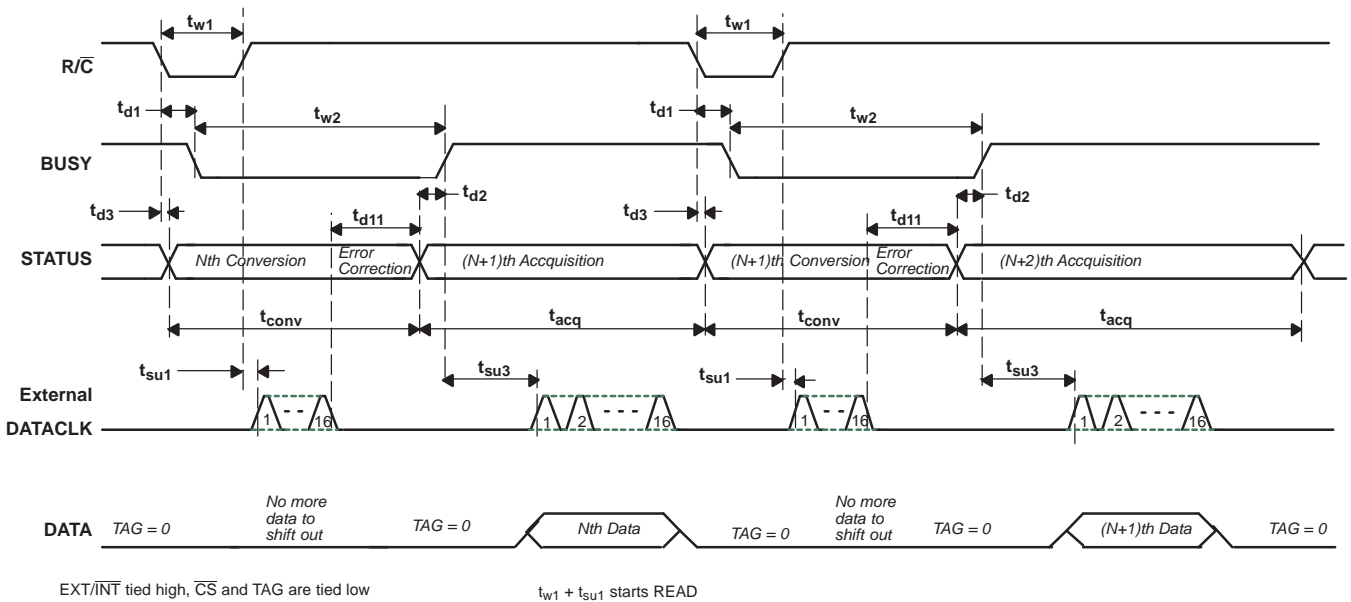 tw1 tw1
R/C
td1 tw2 td1 tw2
BUSY
td2 td2
td3 td11 td3 td11
STATUS Nth Conversion Error Correction (N+1)th Accquisition (N+1)th Conversion Error Correction (N+2)th Accquisition
tconv tacq tconv tacq
tsu1 tsu3 tsu1 tsu3
External
DATACLK 1 - - 16 1 2 - - - 16 1 - - 16 1 2 - - - 16
DATA TAG = 0 No more data to shift out TAG = 0 Nth Data TAG = 0 No more data to shift out TAG = 0 (N+1)th Data TAG = 0
EXT/INT tied high, CS and TAG are tied low tw1 + tsu1 starts READ